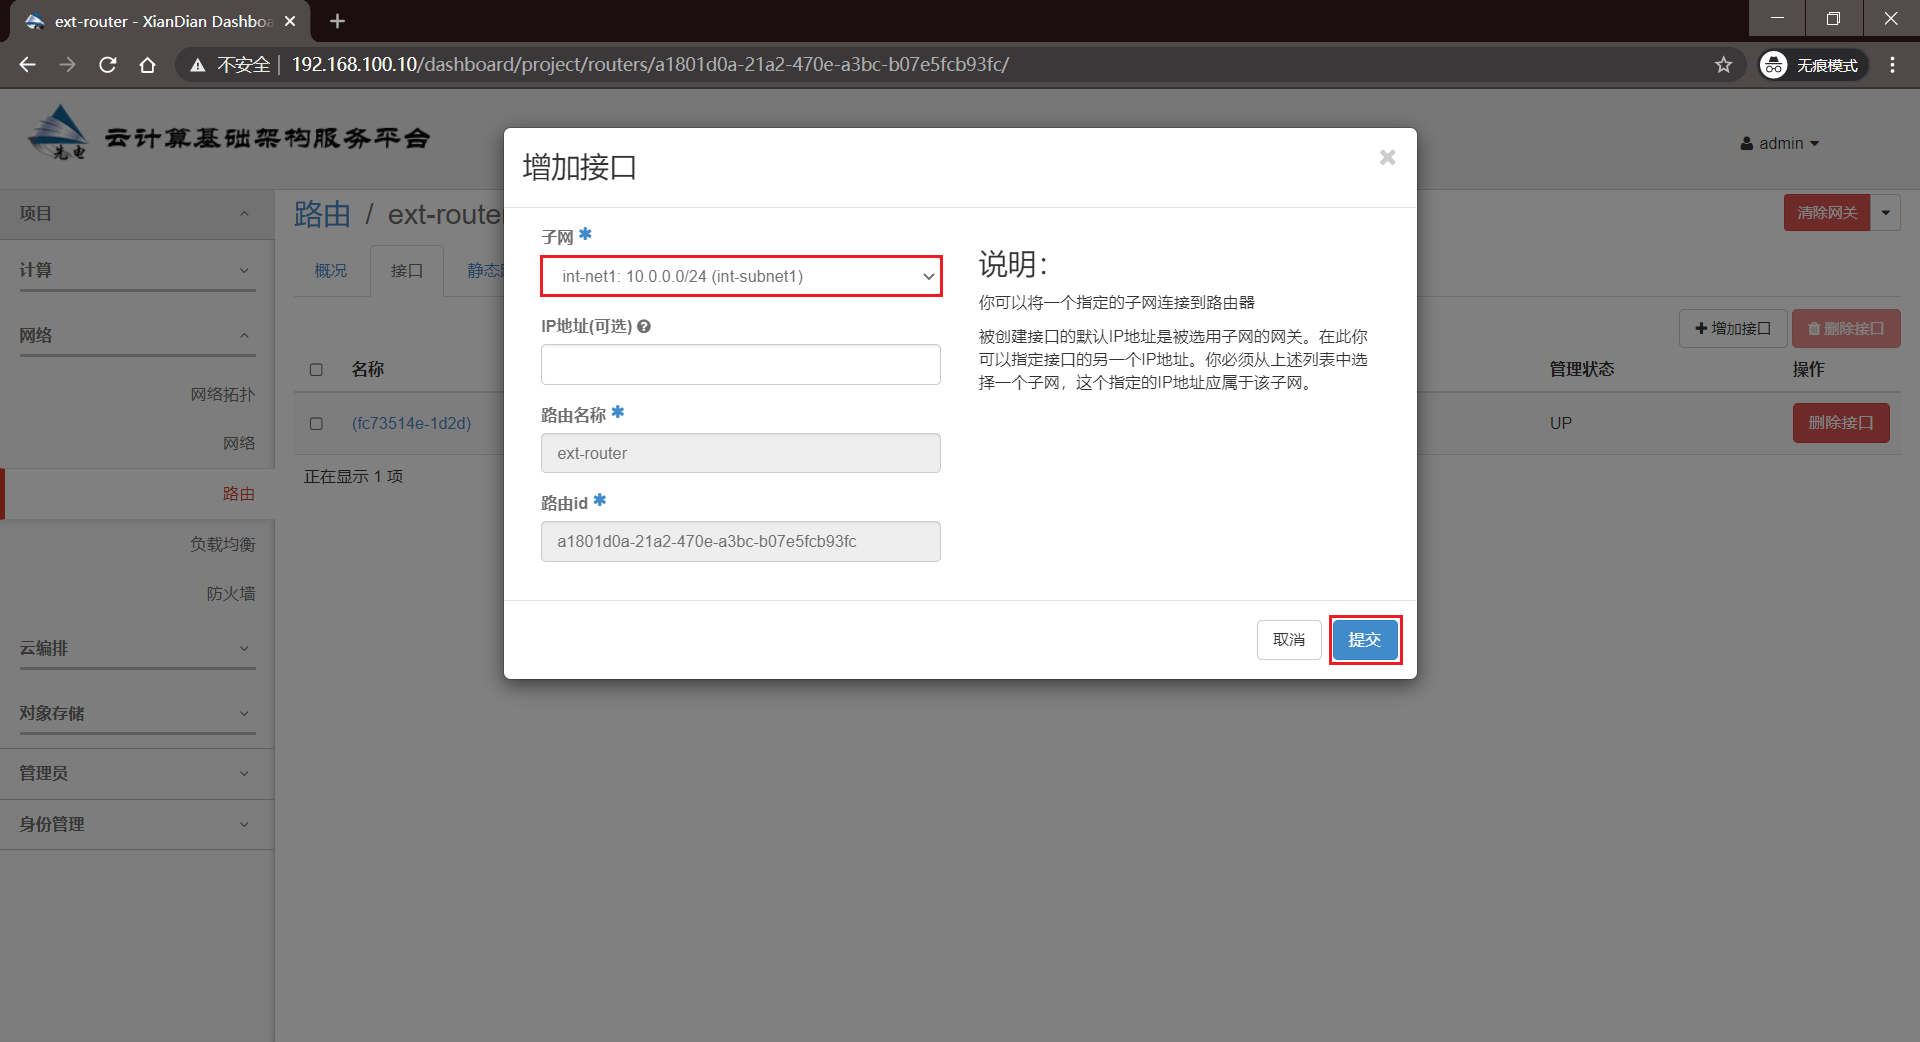 ext-router - XianDian Dashboa
不安全 | 192.168.100.10/dashboard/project/routers/a1801d0a-21a2-470e-a3bc-b07e5fcb93fc/
无痕模式
先电
云计算基础架构服务平台
admin
项目
计算
网络
网络拓扑
网络
路由
负载均衡
防火墙
云编排
对象存储
管理员
身份管理
路由 / ext-route
清除网关
概况
接口
静态
增加接口
删除接口
名称
管理状态
操作
(fc73514e-1d2d)
UP
删除接口
正在显示 1 项
增加接口
子网
int-net1: 10.0.0.0/24 (int-subnet1)
IP地址(可选)
路由名称
ext-router
路由id
a1801d0a-21a2-470e-a3bc-b07e5fcb93fc
说明：
你可以将一个指定的子网连接到路由器
被创建接口的默认IP地址是被选用子网的网关。在此你
可以指定接口的另一个IP地址。你必须从上述列表中选
择一个子网，这个指定的IP地址应属于该子网。
取消
提交